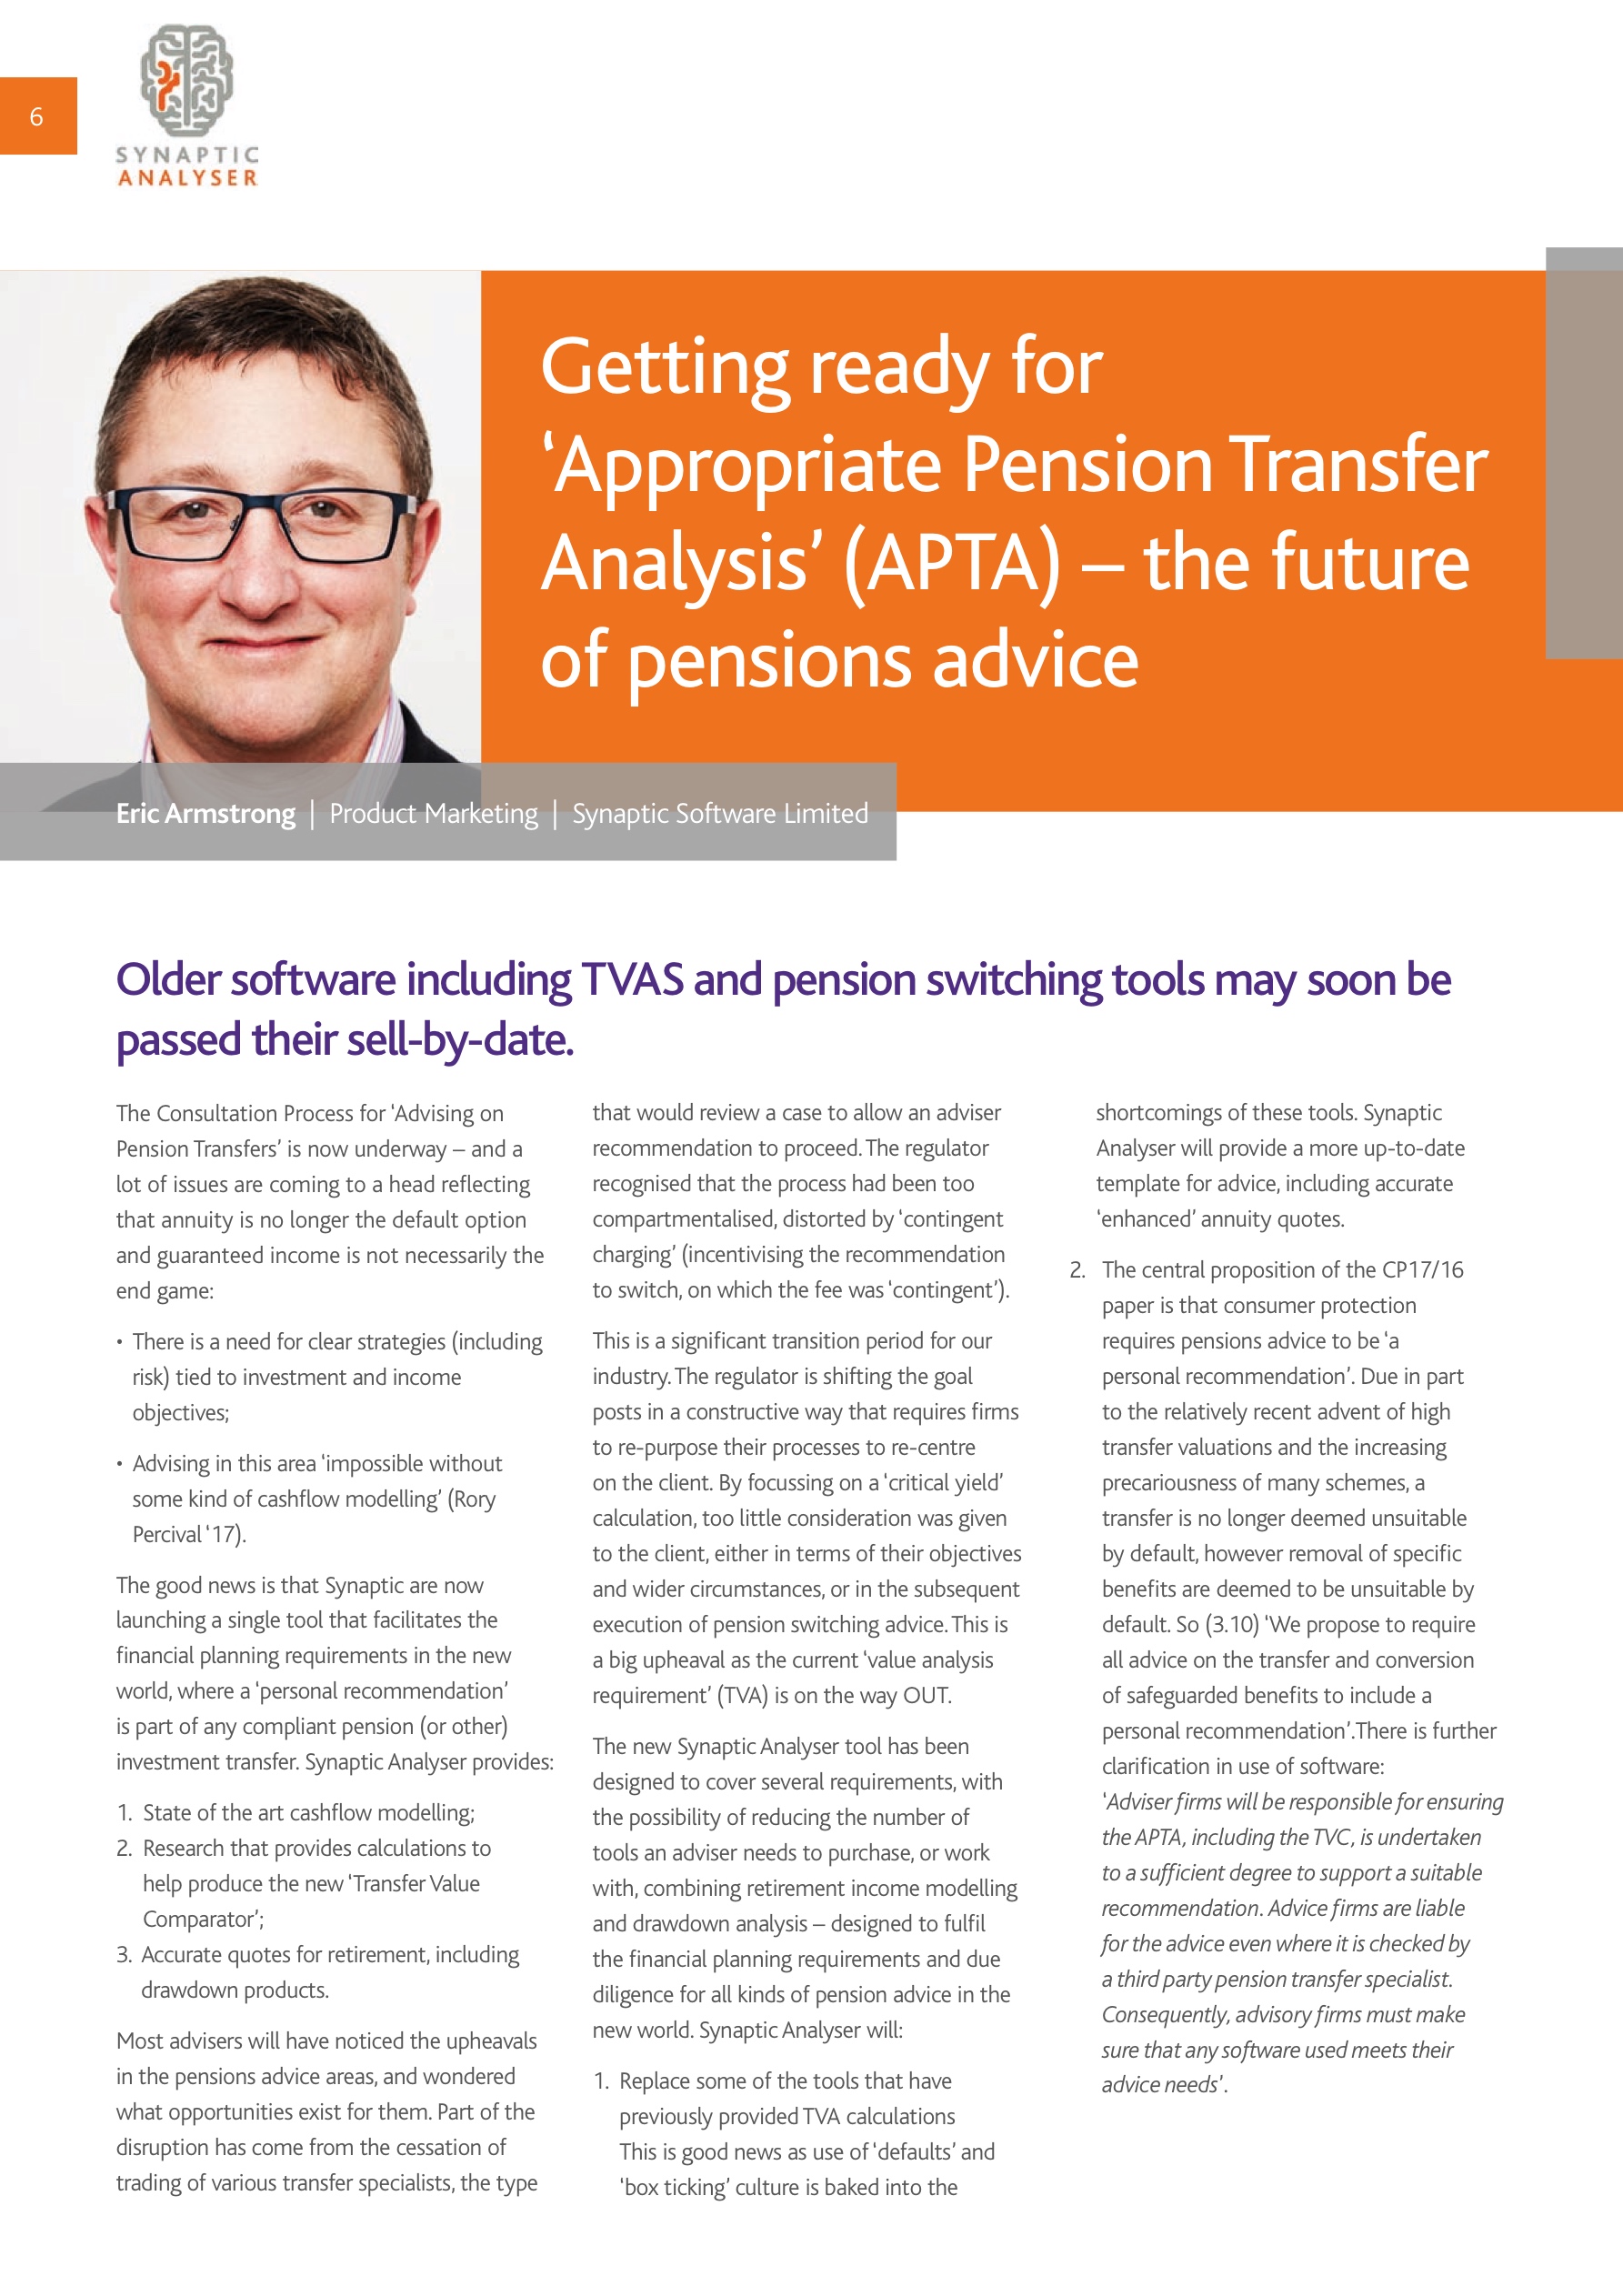 6
SYNAPTIC
ANALYSER
Getting ready for
‘Appropriate Pension Transfer
Analysis’ (APTA) – the future
of pensions advice
Eric Armstrong | Product Marketing | Synaptic Software Limited
Older software including TVAS and pension switching tools may soon be
passed their sell-by-date.
The Consultation Process for ‘Advising on
Pension Transfers’ is now underway – and a
lot of issues are coming to a head reflecting
that annuity is no longer the default option
and guaranteed income is not necessarily the
end game:
• There is a need for clear strategies (including
risk) tied to investment and income
objectives;
• Advising in this area ‘impossible without
some kind of cashflow modelling’ (Rory
Percival ‘17).
The good news is that Synaptic are now
launching a single tool that facilitates the
financial planning requirements in the new
world, where a ‘personal recommendation’
is part of any compliant pension (or other)
investment transfer. Synaptic Analyser provides:
1. State of the art cashflow modelling;
2. Research that provides calculations to
help produce the new ‘Transfer Value
Comparator’;
3. Accurate quotes for retirement, including
drawdown products.
Most advisers will have noticed the upheavals
in the pensions advice areas, and wondered
what opportunities exist for them. Part of the
disruption has come from the cessation of
trading of various transfer specialists, the type
that would review a case to allow an adviser
recommendation to proceed. The regulator
recognised that the process had been too
compartmentalised, distorted by ‘contingent
charging’ (incentivising the recommendation
to switch, on which the fee was ‘contingent’).
This is a significant transition period for our
industry. The regulator is shifting the goal
posts in a constructive way that requires firms
to re-purpose their processes to re-centre
on the client. By focussing on a ‘critical yield’
calculation, too little consideration was given
to the client, either in terms of their objectives
and wider circumstances, or in the subsequent
execution of pension switching advice. This is
a big upheaval as the current ‘value analysis
requirement’ (TVA) is on the way OUT.
The new Synaptic Analyser tool has been
designed to cover several requirements, with
the possibility of reducing the number of
tools an adviser needs to purchase, or work
with, combining retirement income modelling
and drawdown analysis – designed to fulfil
the financial planning requirements and due
diligence for all kinds of pension advice in the
new world. Synaptic Analyser will:
1. Replace some of the tools that have
previously provided TVA calculations
This is good news as use of ‘defaults’ and
‘box ticking’ culture is baked into the
shortcomings of these tools. Synaptic
Analyser will provide a more up-to-date
template for advice, including accurate
‘enhanced’ annuity quotes.
2. The central proposition of the CP17/16
paper is that consumer protection
requires pensions advice to be ‘a
personal recommendation’. Due in part
to the relatively recent advent of high
transfer valuations and the increasing
precariousness of many schemes, a
transfer is no longer deemed unsuitable
by default, however removal of specific
benefits are deemed to be unsuitable by
default. So (3.10) ‘We propose to require
all advice on the transfer and conversion
of safeguarded benefits to include a
personal recommendation’.There is further
clarification in use of software:
‘Adviser firms will be responsible for ensuring
the APTA, including the TVC, is undertaken
to a sufficient degree to support a suitable
recommendation. Advice firms are liable
for the advice even where it is checked by
a third party pension transfer specialist.
Consequently, advisory firms must make
sure that any software used meets their
advice needs’.